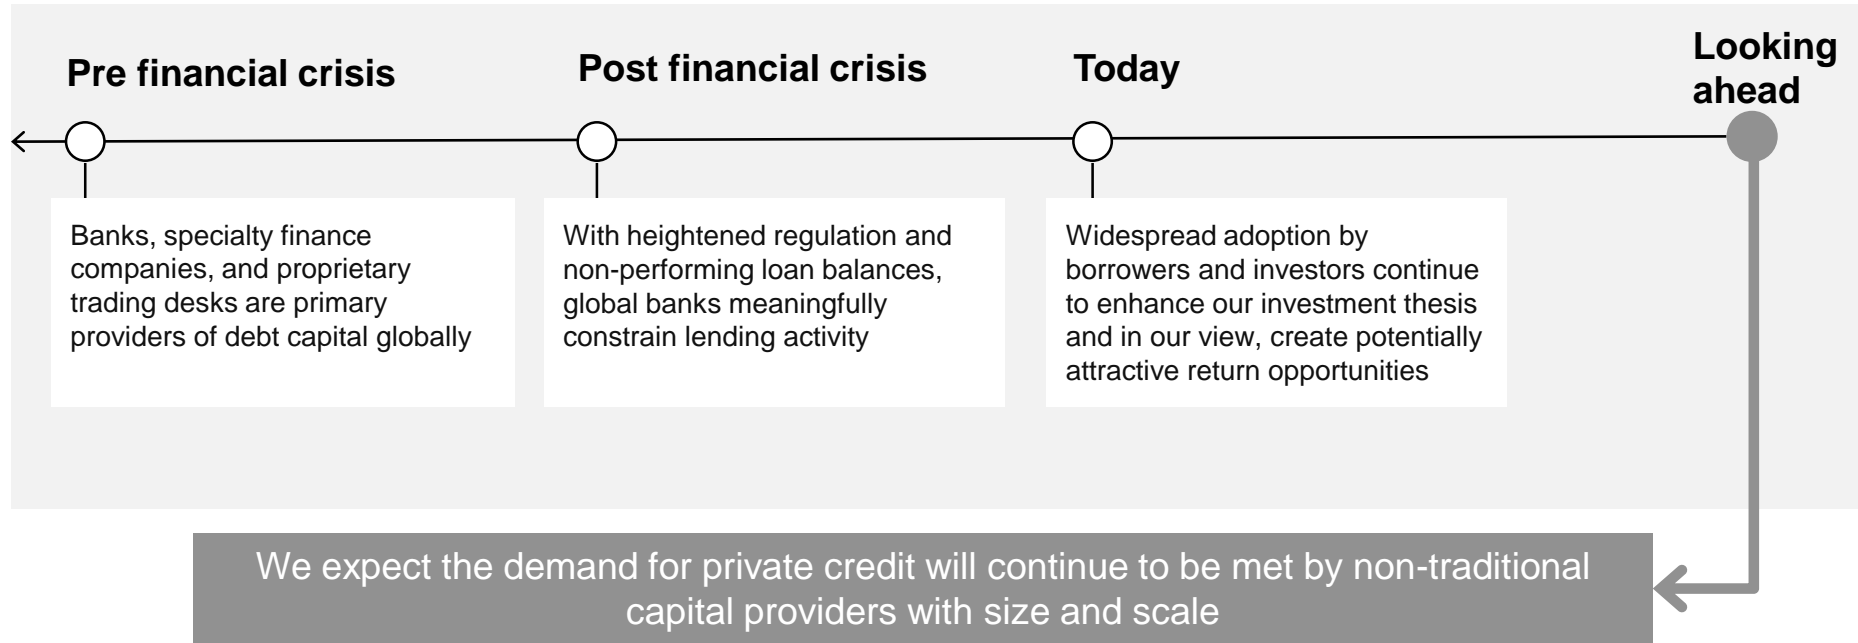 Pre financial crisis
Banks, specialty finance
companies, and proprietary
trading desks are primary
providers of debt capital globally
Post financial crisis
With heightened regulation and
non-performing loan balances,
global banks meaningfully
constrain lending activity
Today
Widespread adoption by
borrowers and investors continue
to enhance our investment thesis
and in our view, create potentially
attractive return opportunities
Looking
ahead
We expect the demand for private credit will continue to be met by non-traditional
capital providers with size and scale